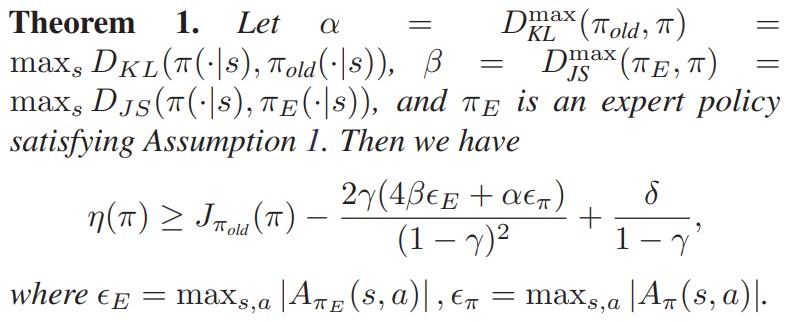 Theorem 1. Let α = D_{KL}^{max}(π_{old}, π) =
max_s D_{KL}(π(·|s), π_{old}(·|s)), β = D_{JS}^{max}(π_E, π) =
max_s D_{JS}(π(·|s), π_E(·|s)), and π_E is an expert policy
satisfying Assumption 1. Then we have
η(π) ≥ J_{π_{old}}(π) − \frac{2γ(4βϵ_E + αϵ_π)}{(1 − γ)^2} + \frac{δ}{1 − γ},
where ϵ_E = max_{s,a} |A_{π_E}(s, a)|, ϵ_π = max_{s,a} |A_π(s, a)|.